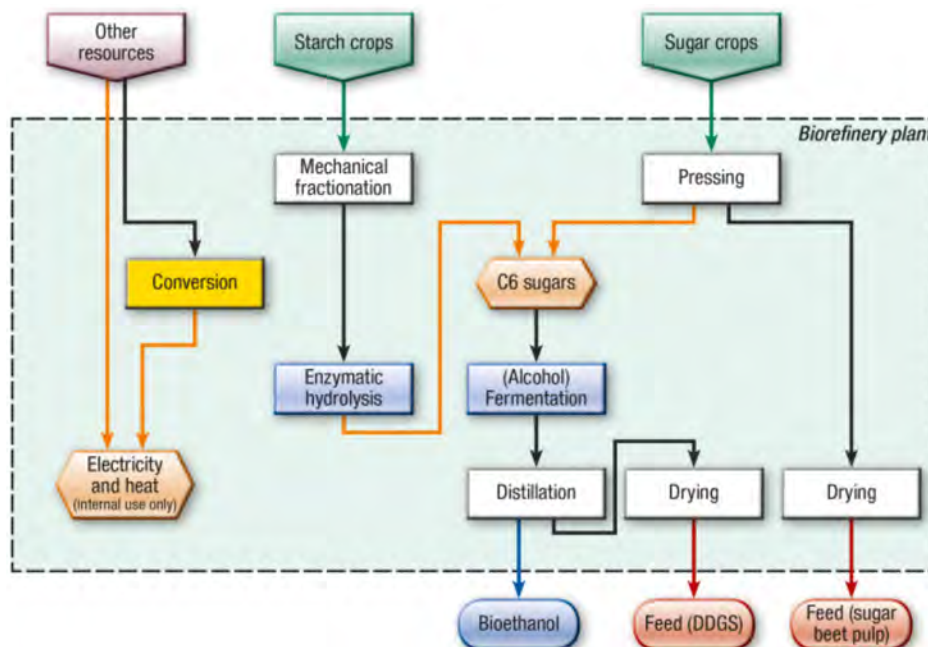 Other
resources
Starch crops
Sugar crops
Biorefinery plant
Mechanical
fractionation
Pressing
Conversion
C6 sugars
Enzymatic
hydrolysis
(Alcohol)
Fermentation
Electricity
and heat
(internal use only)
Distillation
Drying
Drying
Bioethanol
Feed (DDGS)
Feed (sugar
beet pulp)